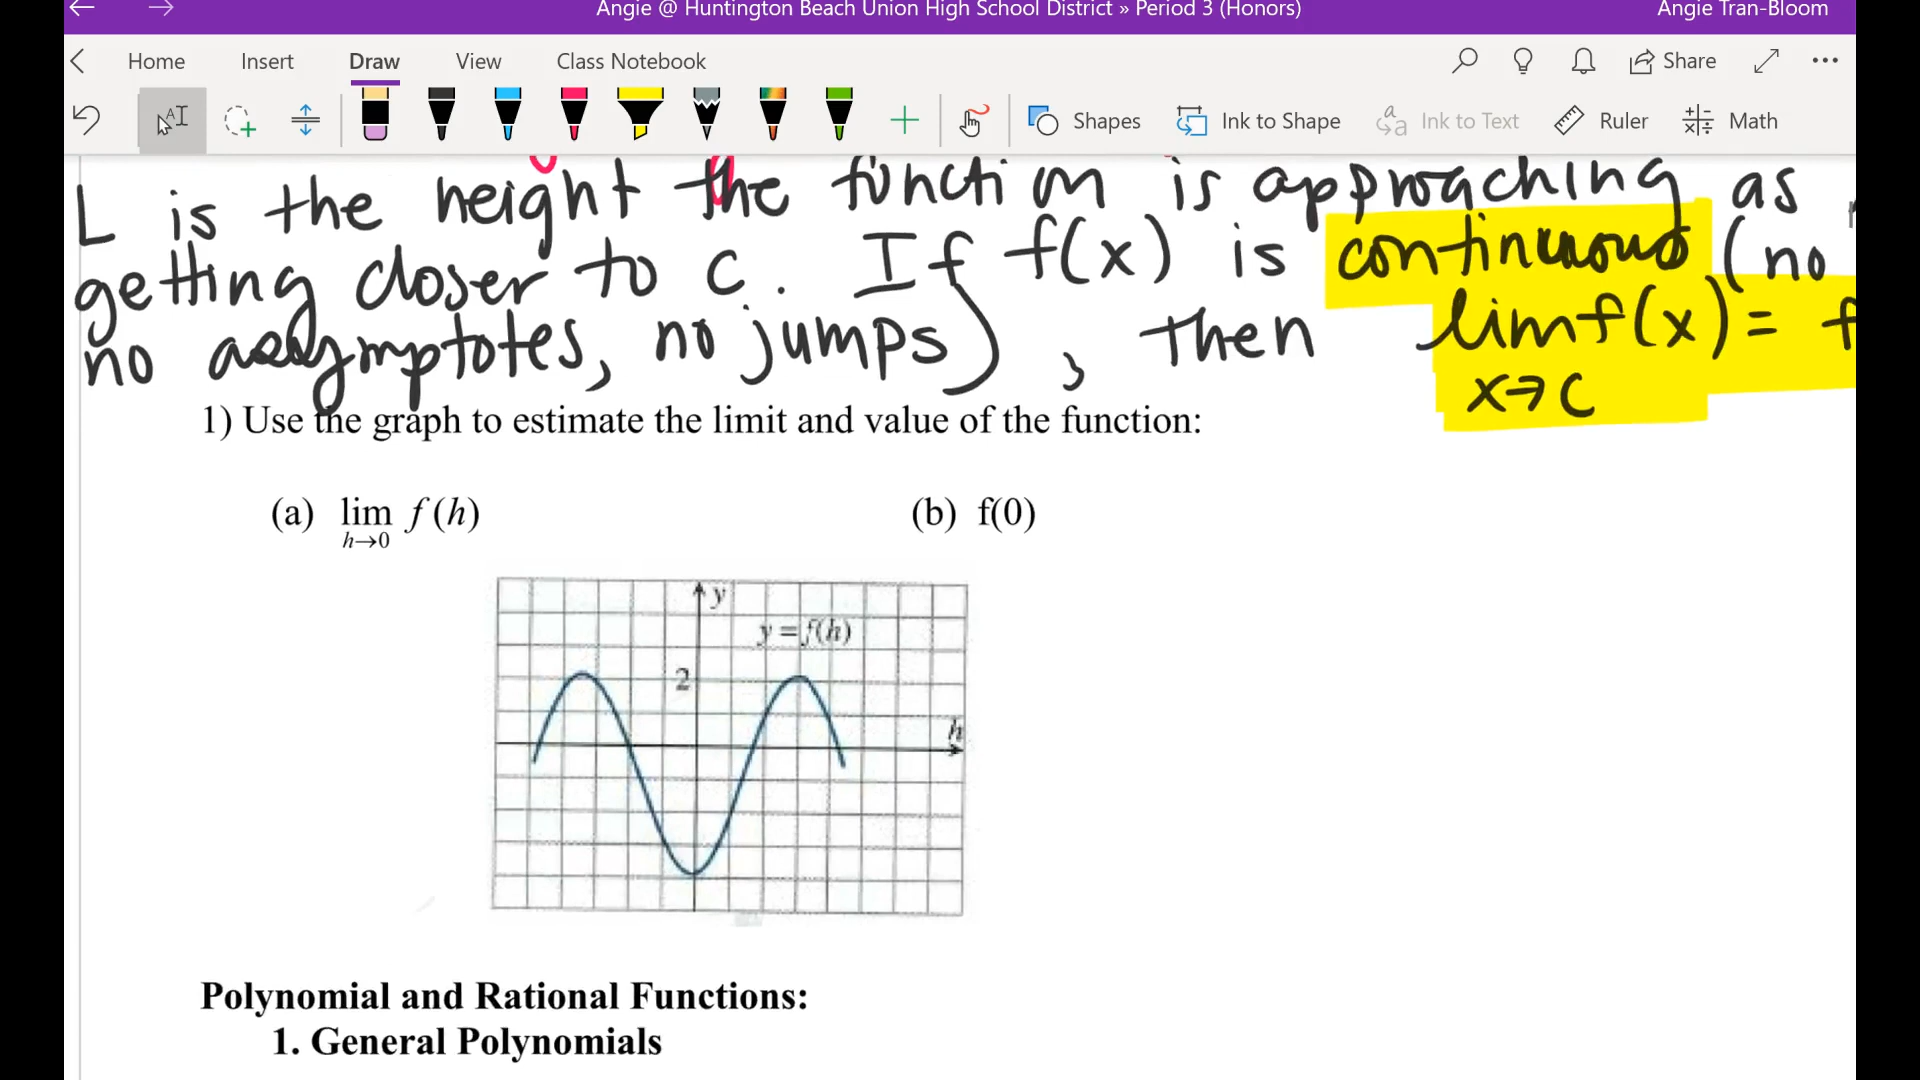 Angie @ Huntington Beach Union High School District » Period 3 (Honors) Angie Tran-Bloom
Home Insert Draw View Class Notebook Share
Shapes Ink to Shape Ink to Text Ruler Math
L is the height the function is approaching as
getting closer to c. If f(x) is continuous (no
no assymptotes, no jumps), then lim f(x) = f
x→c
1) Use the graph to estimate the limit and value of the function:
(a) lim f(h) (b) f(0)
h→0
y
y = f(h)
2
h
Polynomial and Rational Functions:
1. General Polynomials